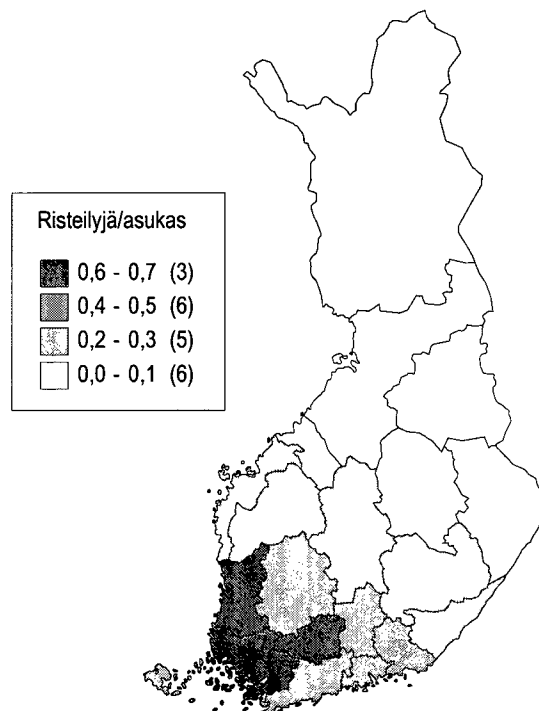 Risteilyjä/asukas
0,6 - 0,7 (3)
0,4 - 0,5 (6)
0,2 - 0,3 (5)
0,0 - 0,1 (6)